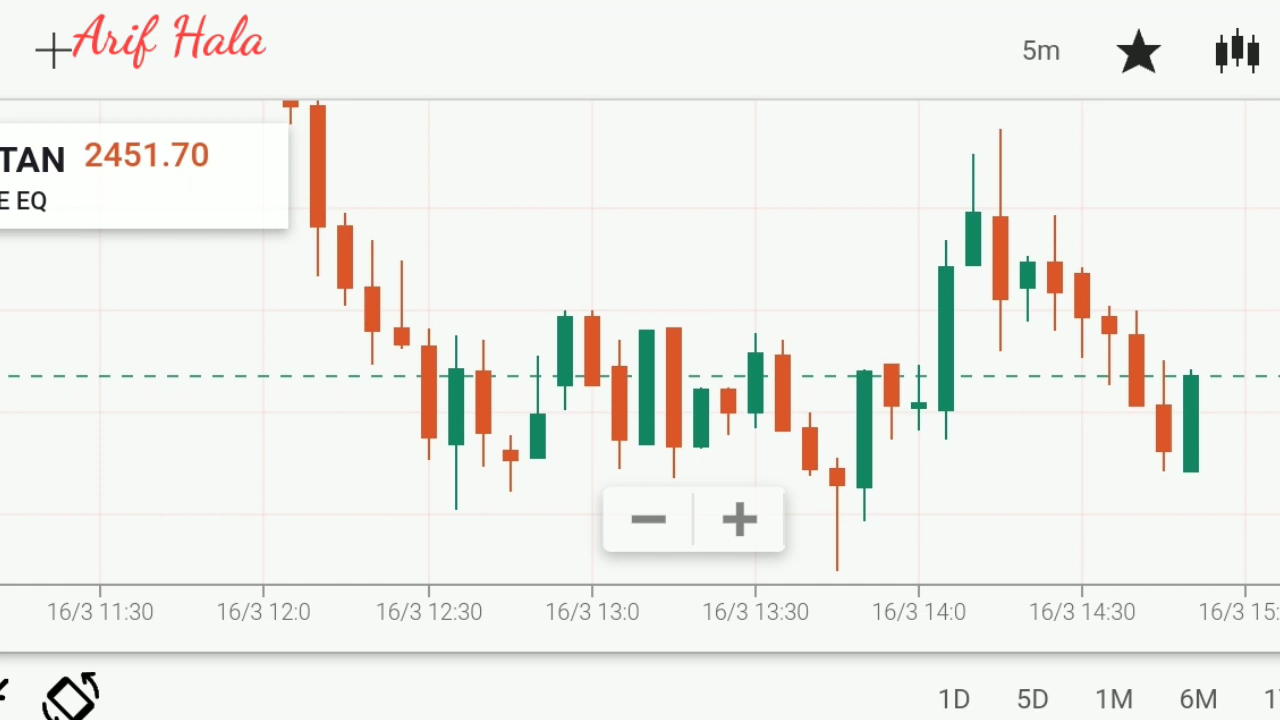 Arif Hala
5m
TAN 2451.70
E EQ
16/3 11:30 16/3 12:0 16/3 12:30 16/3 13:0 16/3 13:30 16/3 14:0 16/3 14:30 16/3 15:
1D 5D 1M 6M